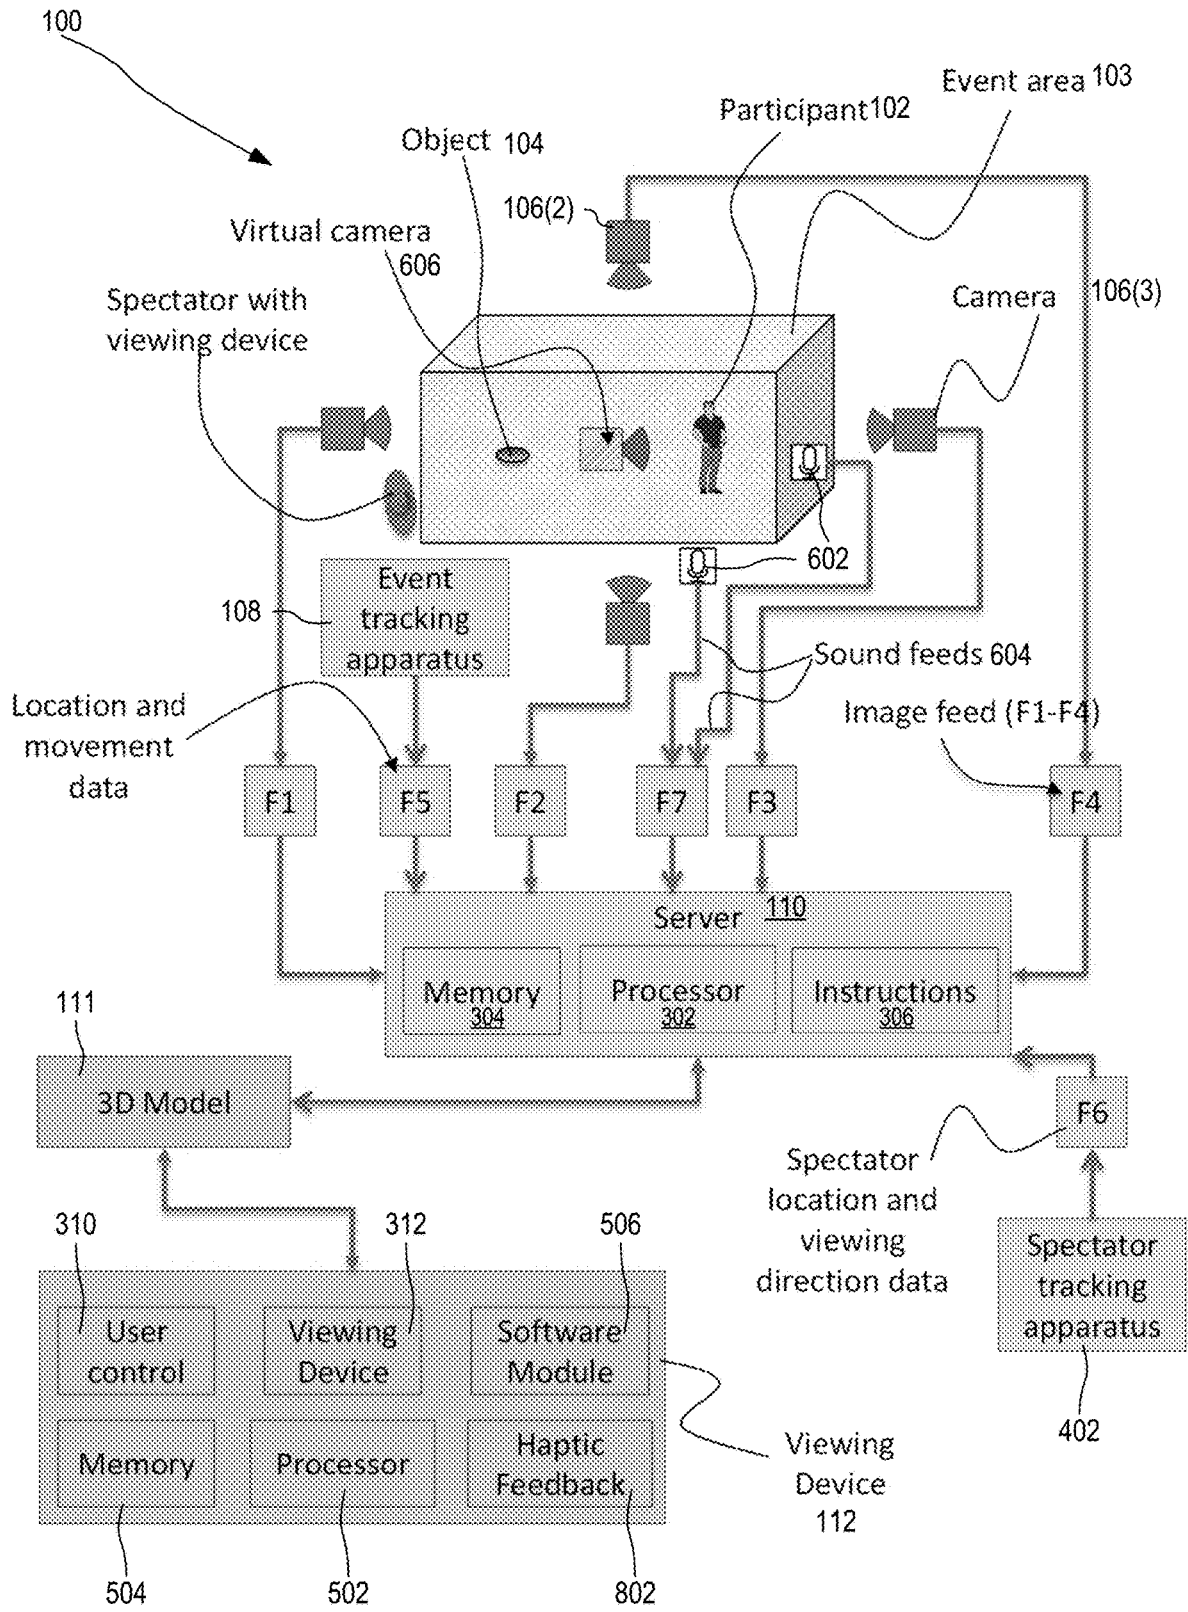 100
Event area 103
Participant 102
Object 104
106(2)
Virtual camera
606
Spectator with
viewing device
Camera
106(3)
602
Event
tracking
apparatus
108
Sound feeds 604
Location and
movement
data
Image feed (F1-F4)
F1
F5
F2
F7
F3
F4
Server 110
Memory
304
Processor
302
Instructions
306
111
3D Model
F6
Spectator
location and
viewing
direction data
310
312
506
Spectator
tracking
apparatus
User
control
Viewing
Device
Software
Module
402
Memory
Processor
Haptic
Feedback
Viewing
Device
112
504
502
802